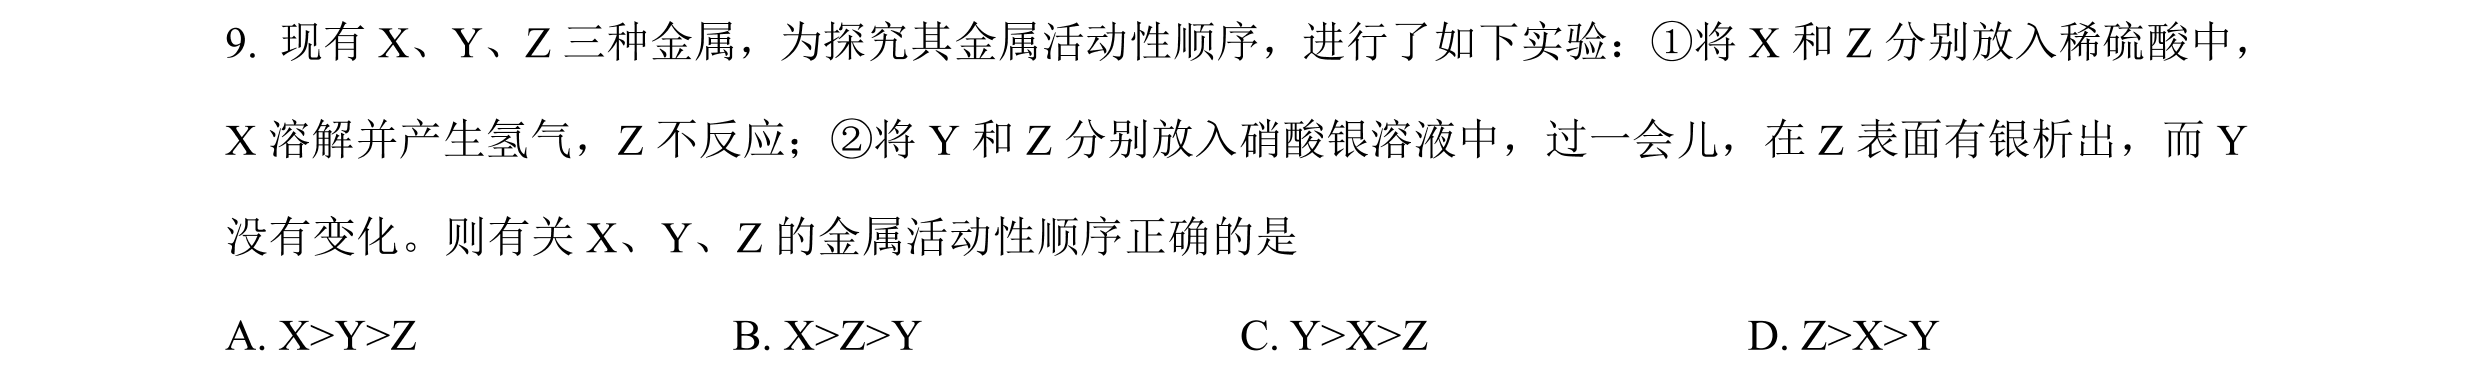 9. 现有 X、Y、Z 三种金属，为探究其金属活动性顺序，进行了如下实验：①将 X 和 Z 分别放入稀硫酸中，
X 溶解并产生氢气，Z 不反应；②将 Y 和 Z 分别放入硝酸银溶液中，过一会儿，在 Z 表面有银析出，而 Y
没有变化。则有关 X、Y、Z 的金属活动性顺序正确的是
A. X>Y>Z B. X>Z>Y C. Y>X>Z D. Z>X>Y